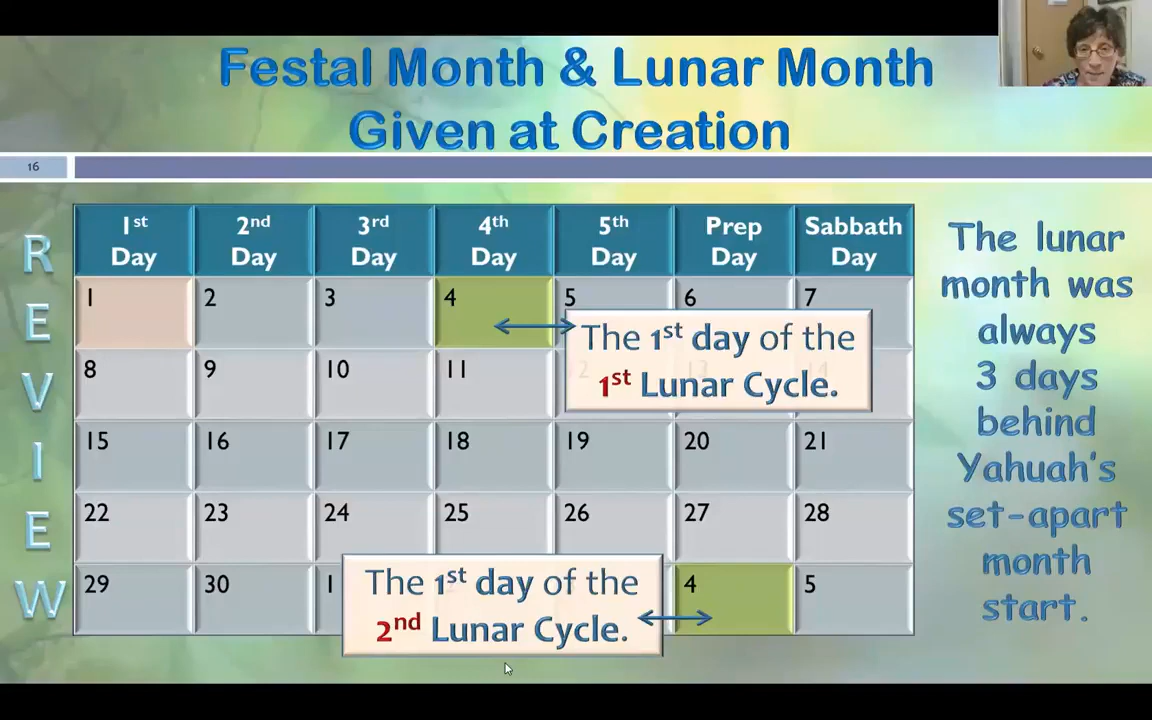 Festal Month & Lunar Month
Given at Creation
16
REVIEW
1st Day 2nd Day 3rd Day 4th Day 5th Day Prep Day Sabbath Day
1 2 3 4 5 6 7
The 1st day of the
1st Lunar Cycle.
8 9 10 11
15 16 17 18 19 20 21
22 23 24 25 26 27 28
29 30 1 4 5
The 1st day of the
2nd Lunar Cycle.
The lunar
month was
always
3 days
behind
Yahuah's
set-apart
month
start.